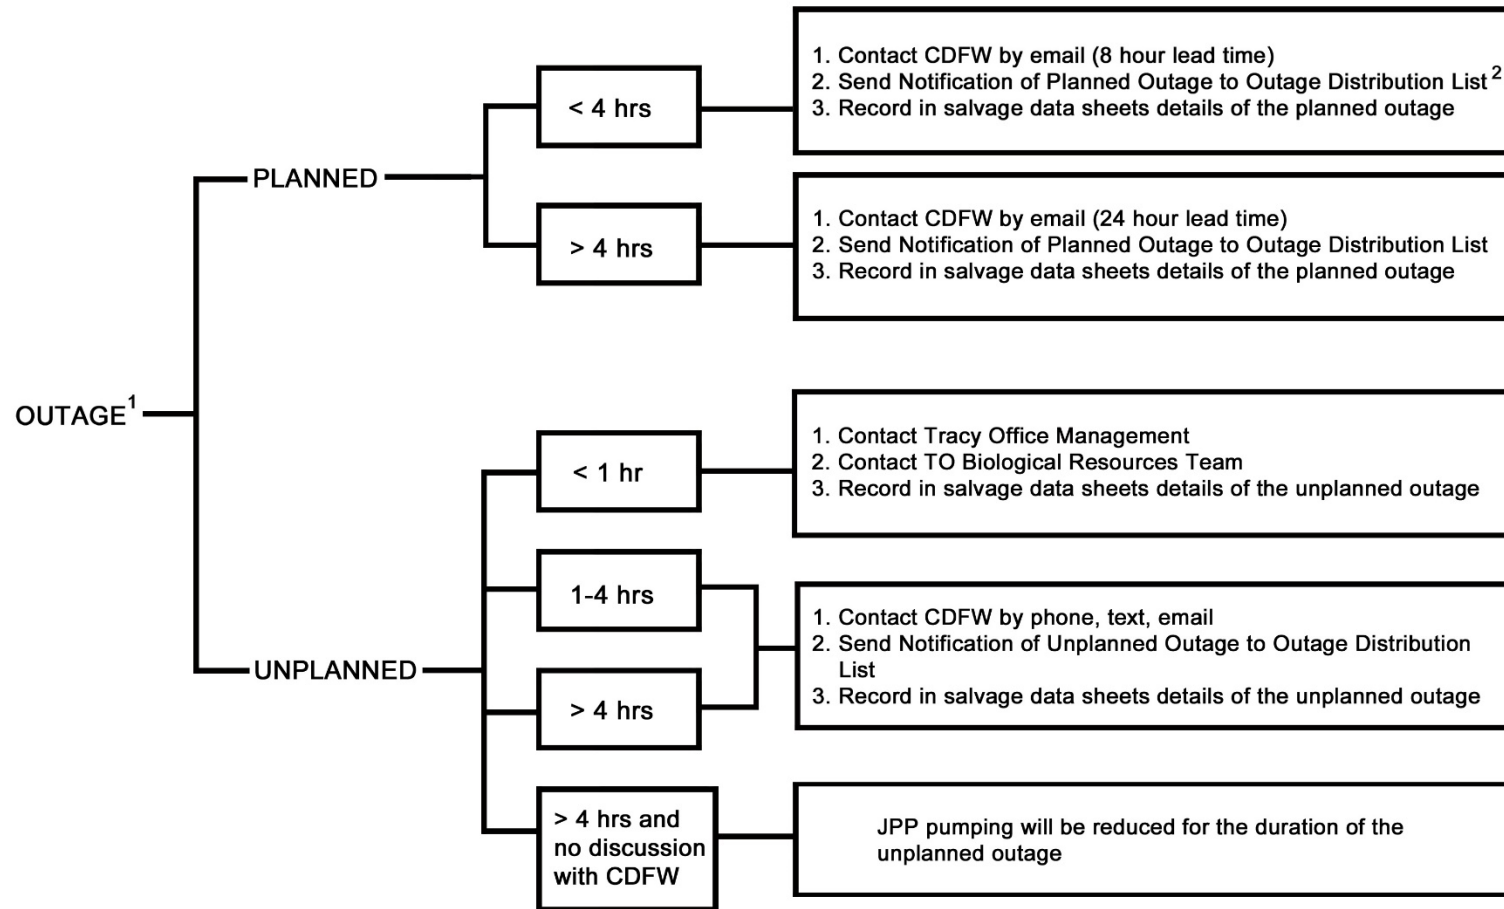 OUTAGE1
PLANNED
< 4 hrs
1. Contact CDFW by email (8 hour lead time)
2. Send Notification of Planned Outage to Outage Distribution List2
3. Record in salvage data sheets details of the planned outage
> 4 hrs
1. Contact CDFW by email (24 hour lead time)
2. Send Notification of Planned Outage to Outage Distribution List
3. Record in salvage data sheets details of the planned outage
UNPLANNED
< 1 hr
1. Contact Tracy Office Management
2. Contact TO Biological Resources Team
3. Record in salvage data sheets details of the unplanned outage
1-4 hrs
> 4 hrs
1. Contact CDFW by phone, text, email
2. Send Notification of Unplanned Outage to Outage Distribution
List
3. Record in salvage data sheets details of the unplanned outage
> 4 hrs and
no discussion
with CDFW
JPP pumping will be reduced for the duration of the
unplanned outage